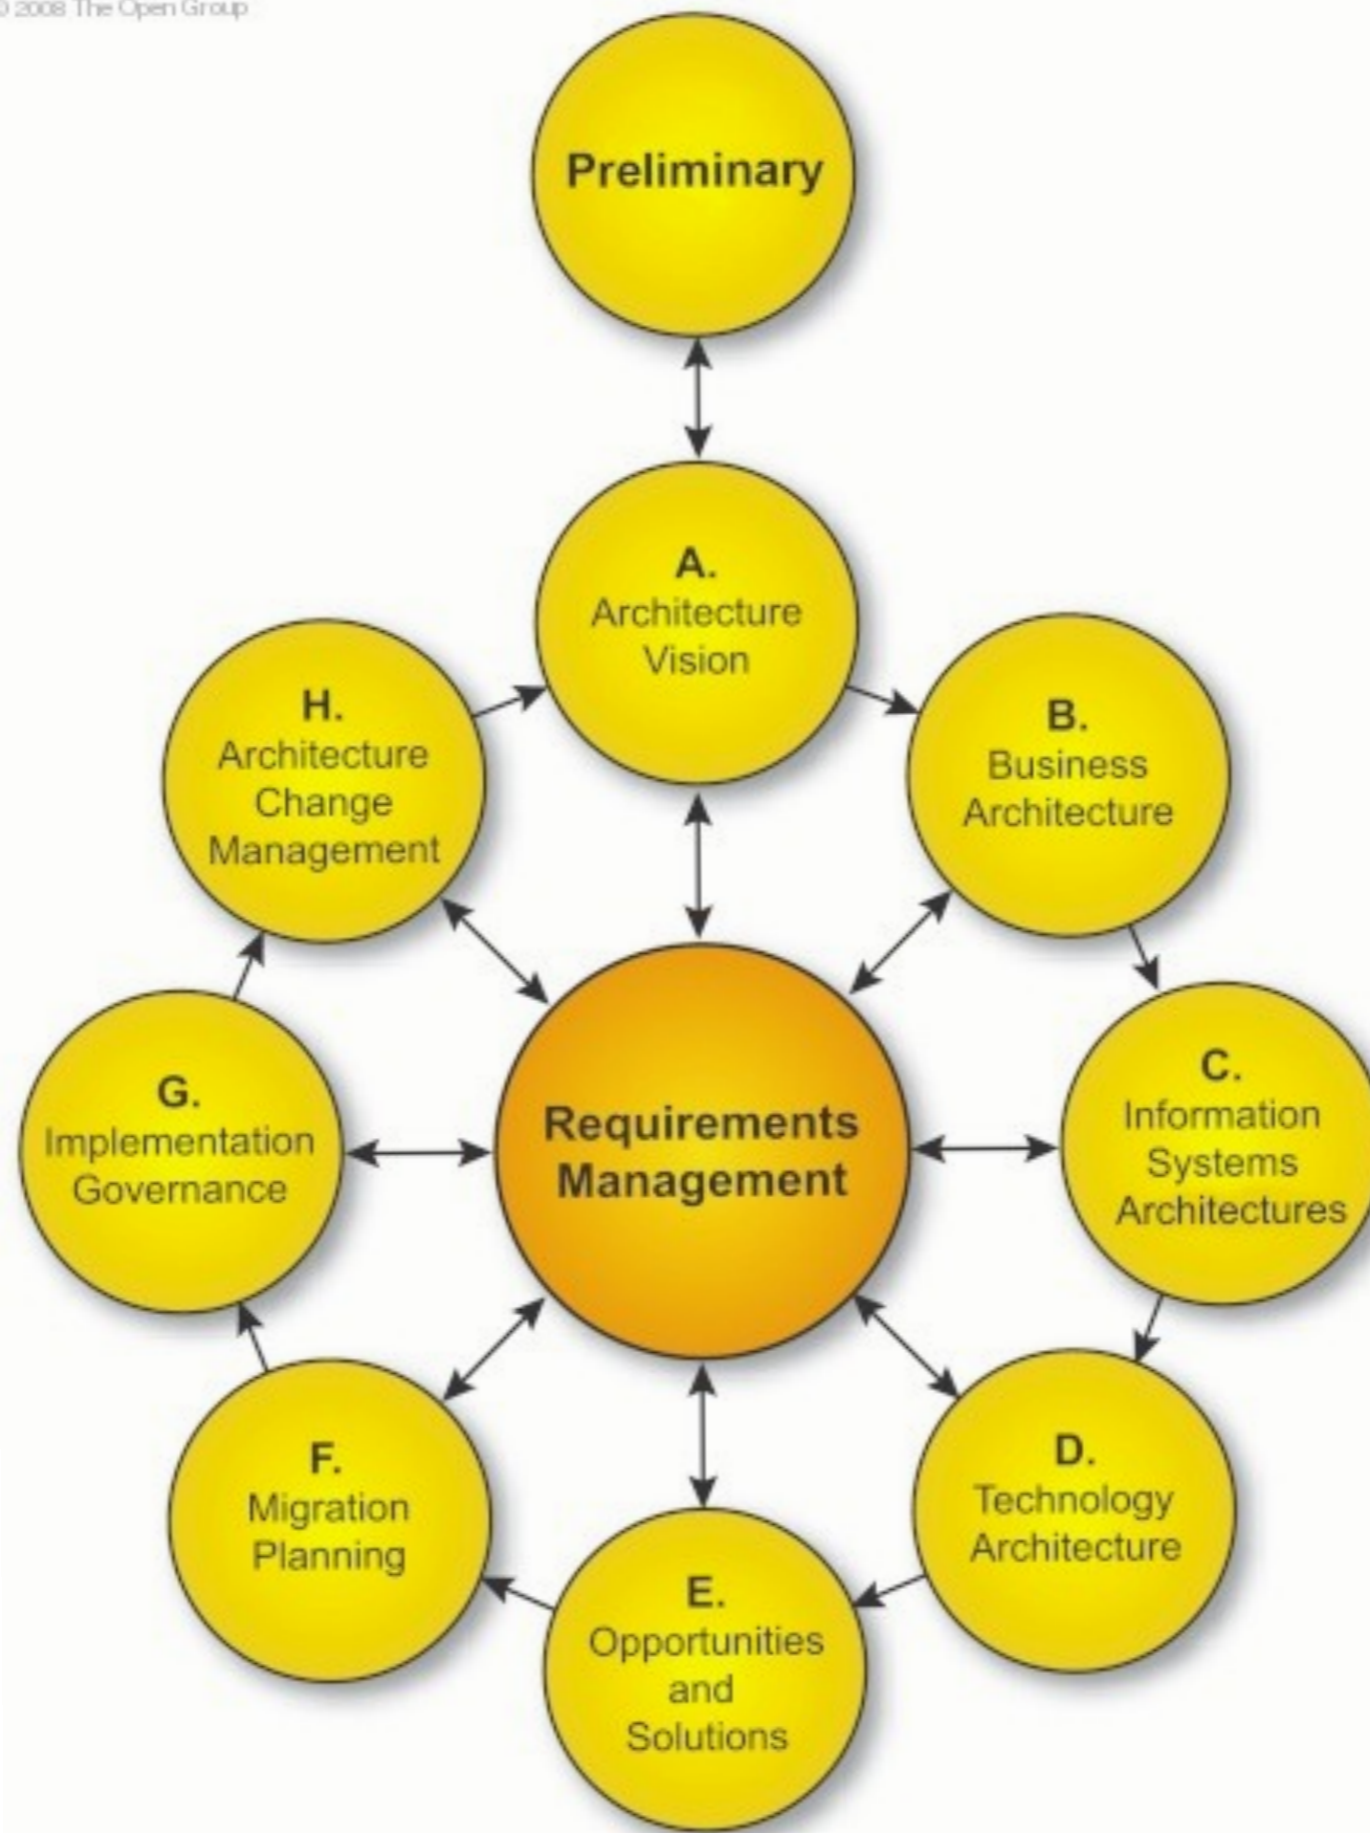 © 2008 The Open Group
Preliminary
A.
Architecture
Vision
B.
Business
Architecture
C.
Information
Systems
Architectures
D.
Technology
Architecture
E.
Opportunities
and
Solutions
F.
Migration
Planning
G.
Implementation
Governance
H.
Architecture
Change
Management
Requirements
Management